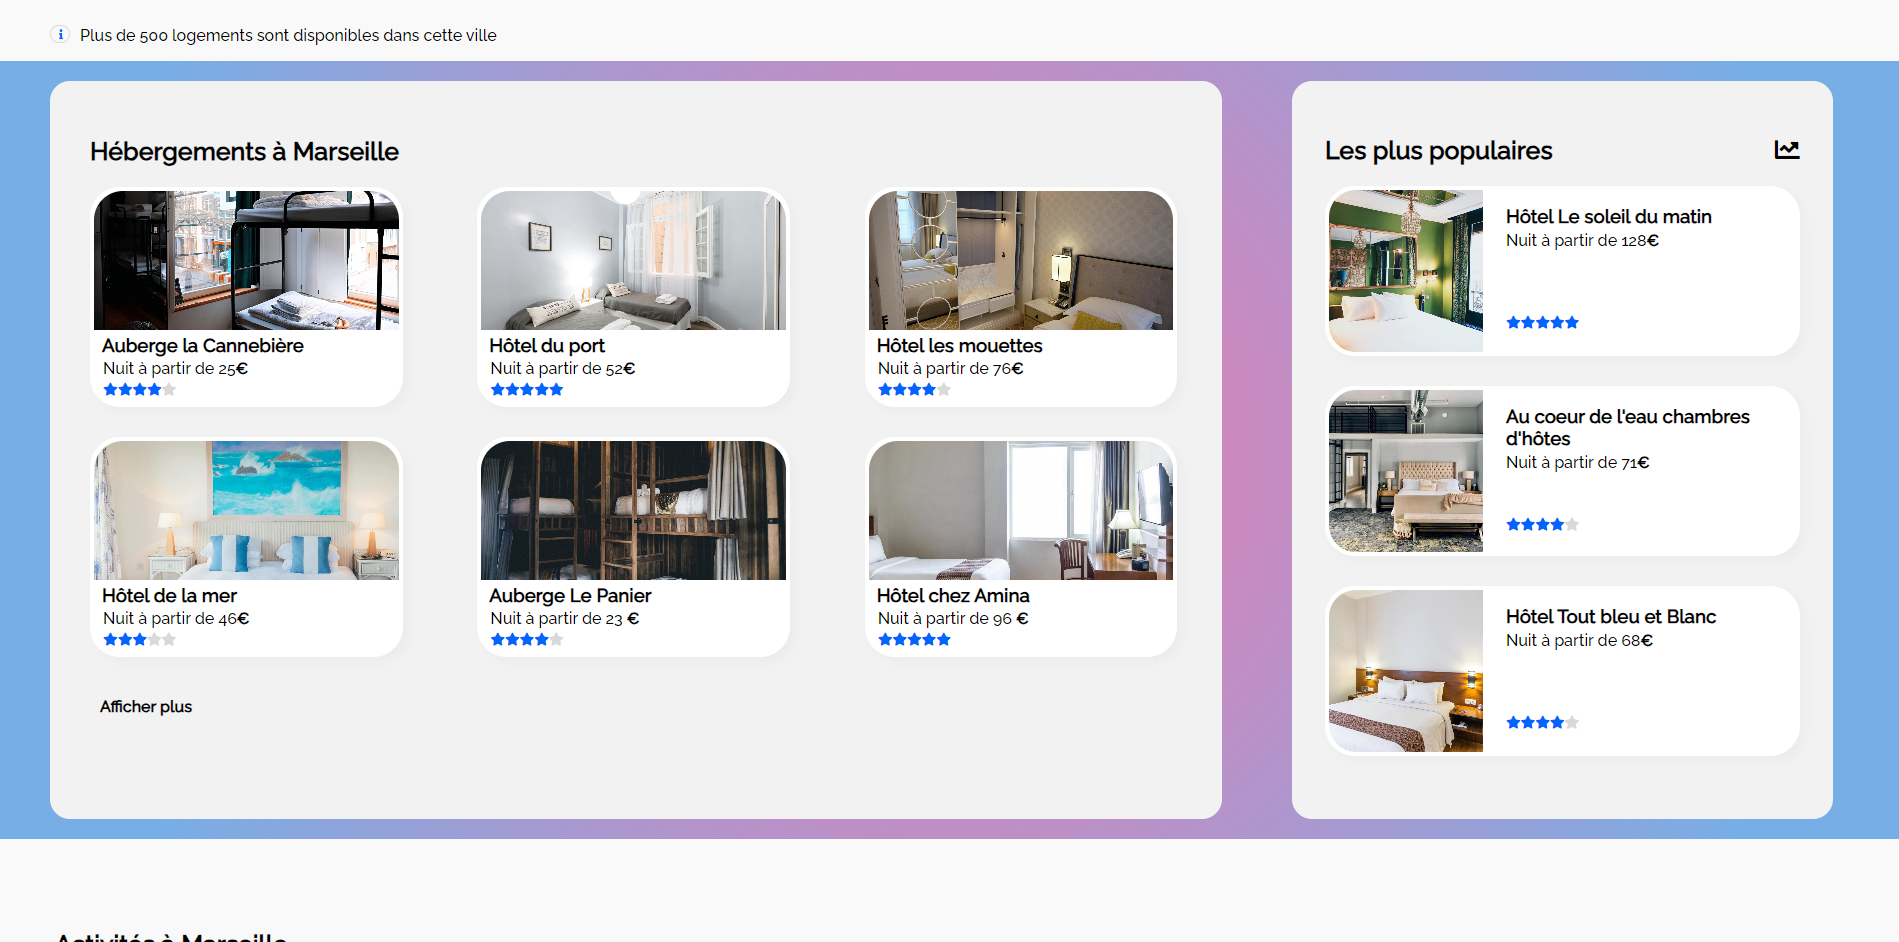 Plus de 500 logements sont disponibles dans cette ville
Hébergements à Marseille
Auberge la Cannebière
Nuit à partir de 25€
Hôtel du port
Nuit à partir de 52€
Hôtel les mouettes
Nuit à partir de 76€
Hôtel de la mer
Nuit à partir de 46€
Auberge Le Panier
Nuit à partir de 23 €
Hôtel chez Amina
Nuit à partir de 96 €
Afficher plus
Les plus populaires
Hôtel Le soleil du matin
Nuit à partir de 128€
Au coeur de l'eau chambres
d'hôtes
Nuit à partir de 71€
Hôtel Tout bleu et Blanc
Nuit à partir de 68€
Activités à Marseille